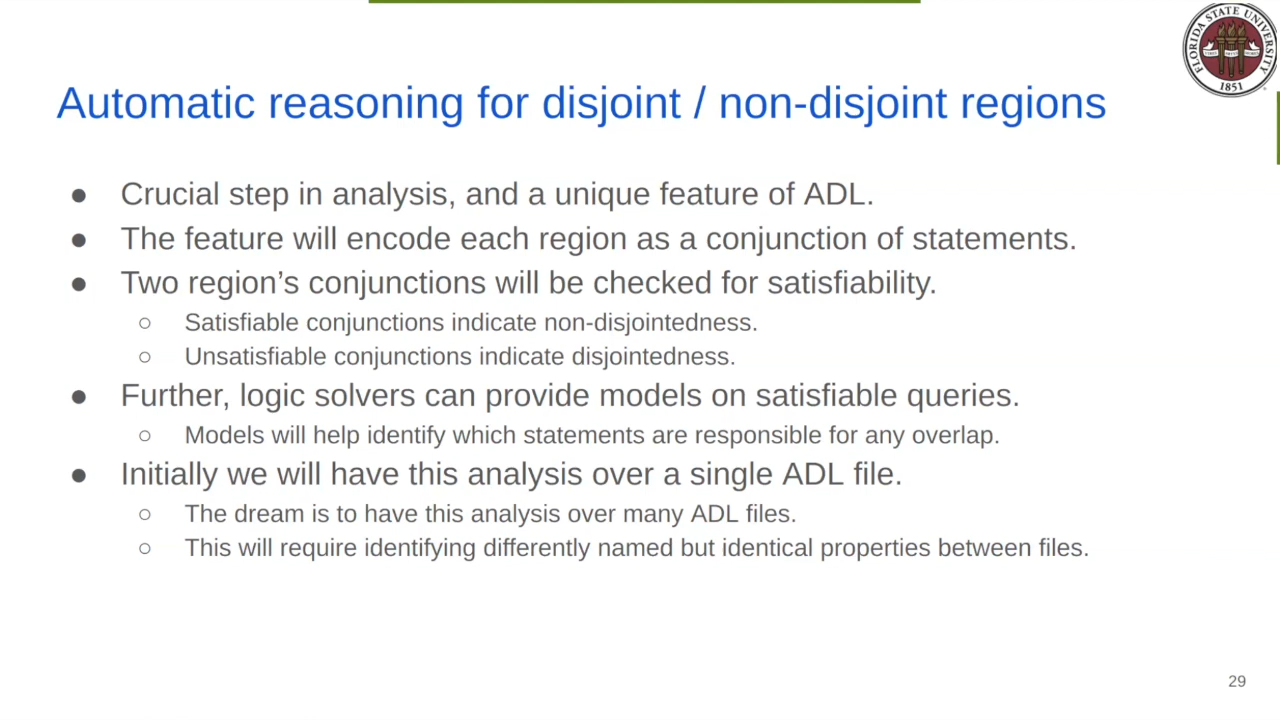 Automatic reasoning for disjoint / non-disjoint regions
● Crucial step in analysis, and a unique feature of ADL.
● The feature will encode each region as a conjunction of statements.
● Two region’s conjunctions will be checked for satisfiability.
○ Satisfiable conjunctions indicate non-disjointedness.
○ Unsatisfiable conjunctions indicate disjointedness.
● Further, logic solvers can provide models on satisfiable queries.
○ Models will help identify which statements are responsible for any overlap.
● Initially we will have this analysis over a single ADL file.
○ The dream is to have this analysis over many ADL files.
○ This will require identifying differently named but identical properties between files.
FLORIDA STATE UNIVERSITY
1851
29